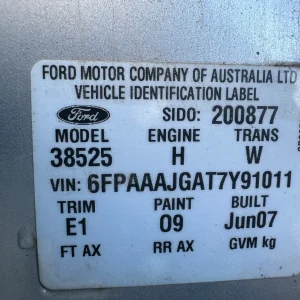 FORD MOTOR COMPANY OF AUSTRALIA LTD
VEHICLE IDENTIFICATION LABEL
Ford SIDO: 200877
MODEL ENGINE TRANS
38525 H W
VIN: 6FPAAAJGAT7Y91011
TRIM PAINT BUILT
E1 09 Jun07
FT AX RR AX GVM kg